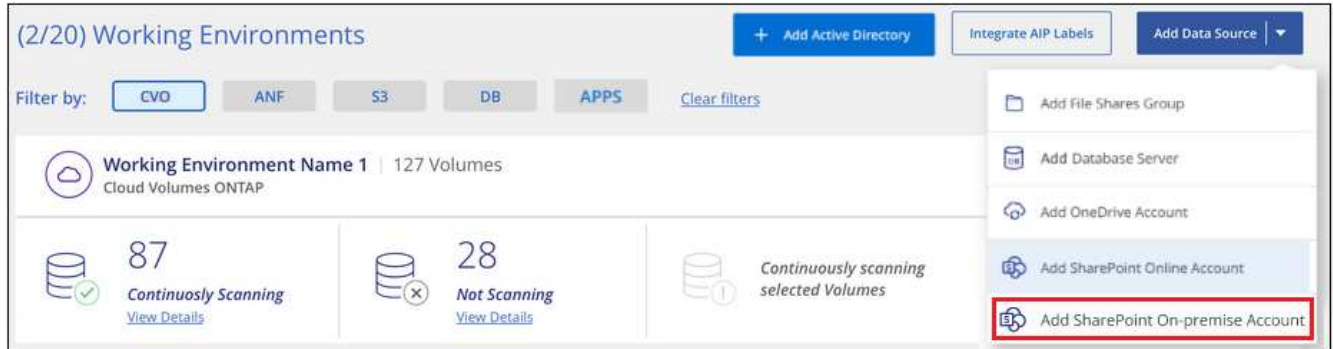 (2/20) Working Environments
+ Add Active Directory
Integrate AIP Labels
Add Data Source
Filter by:
CVO
ANF
S3
DB
APPS
Clear filters
Add File Shares Group
DB
Add Database Server
Add OneDrive Account
S
Add SharePoint Online Account
S
Add SharePoint On-premise Account
Working Environment Name 1 | 127 Volumes
Cloud Volumes ONTAP
87
Continuosly Scanning
View Details
28
Not Scanning
View Details
Continuously scanning
selected Volumes